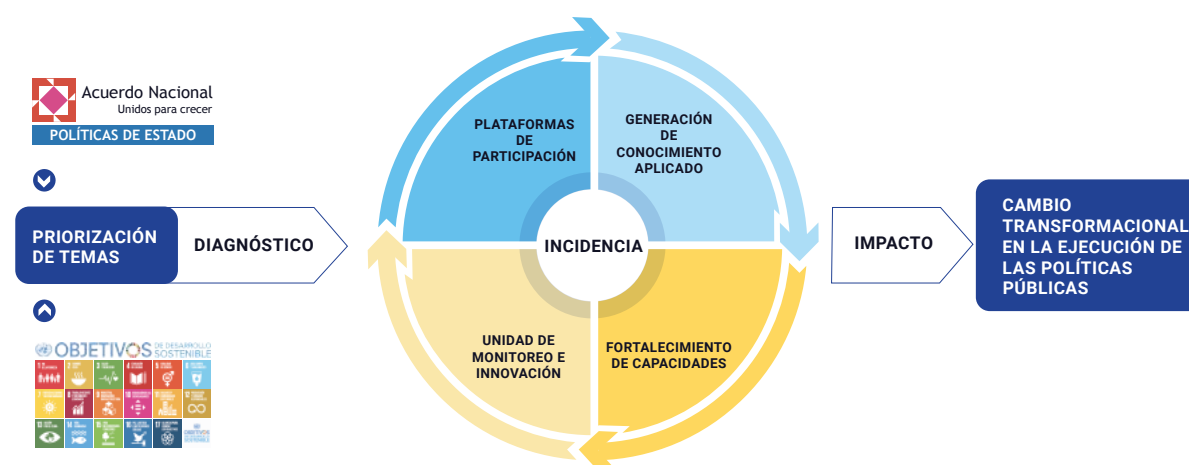 Acuerdo Nacional
Unidos para crecer
POLÍTICAS DE ESTADO
PRIORIZACIÓN
DE TEMAS
DIAGNÓSTICO
OBJETIVOS
DE DESARROLLO
SOSTENIBLE
PLATAFORMAS
DE
PARTICIPACIÓN
GENERACIÓN
DE
CONOCIMIENTO
APLICADO
INCIDENCIA
UNIDAD DE
MONITOREO E
INNOVACIÓN
FORTALECIMIENTO
DE CAPACIDADES
IMPACTO
CAMBIO
TRANSFORMACIONAL
EN LA EJECUCIÓN DE
LAS POLÍTICAS
PÚBLICAS